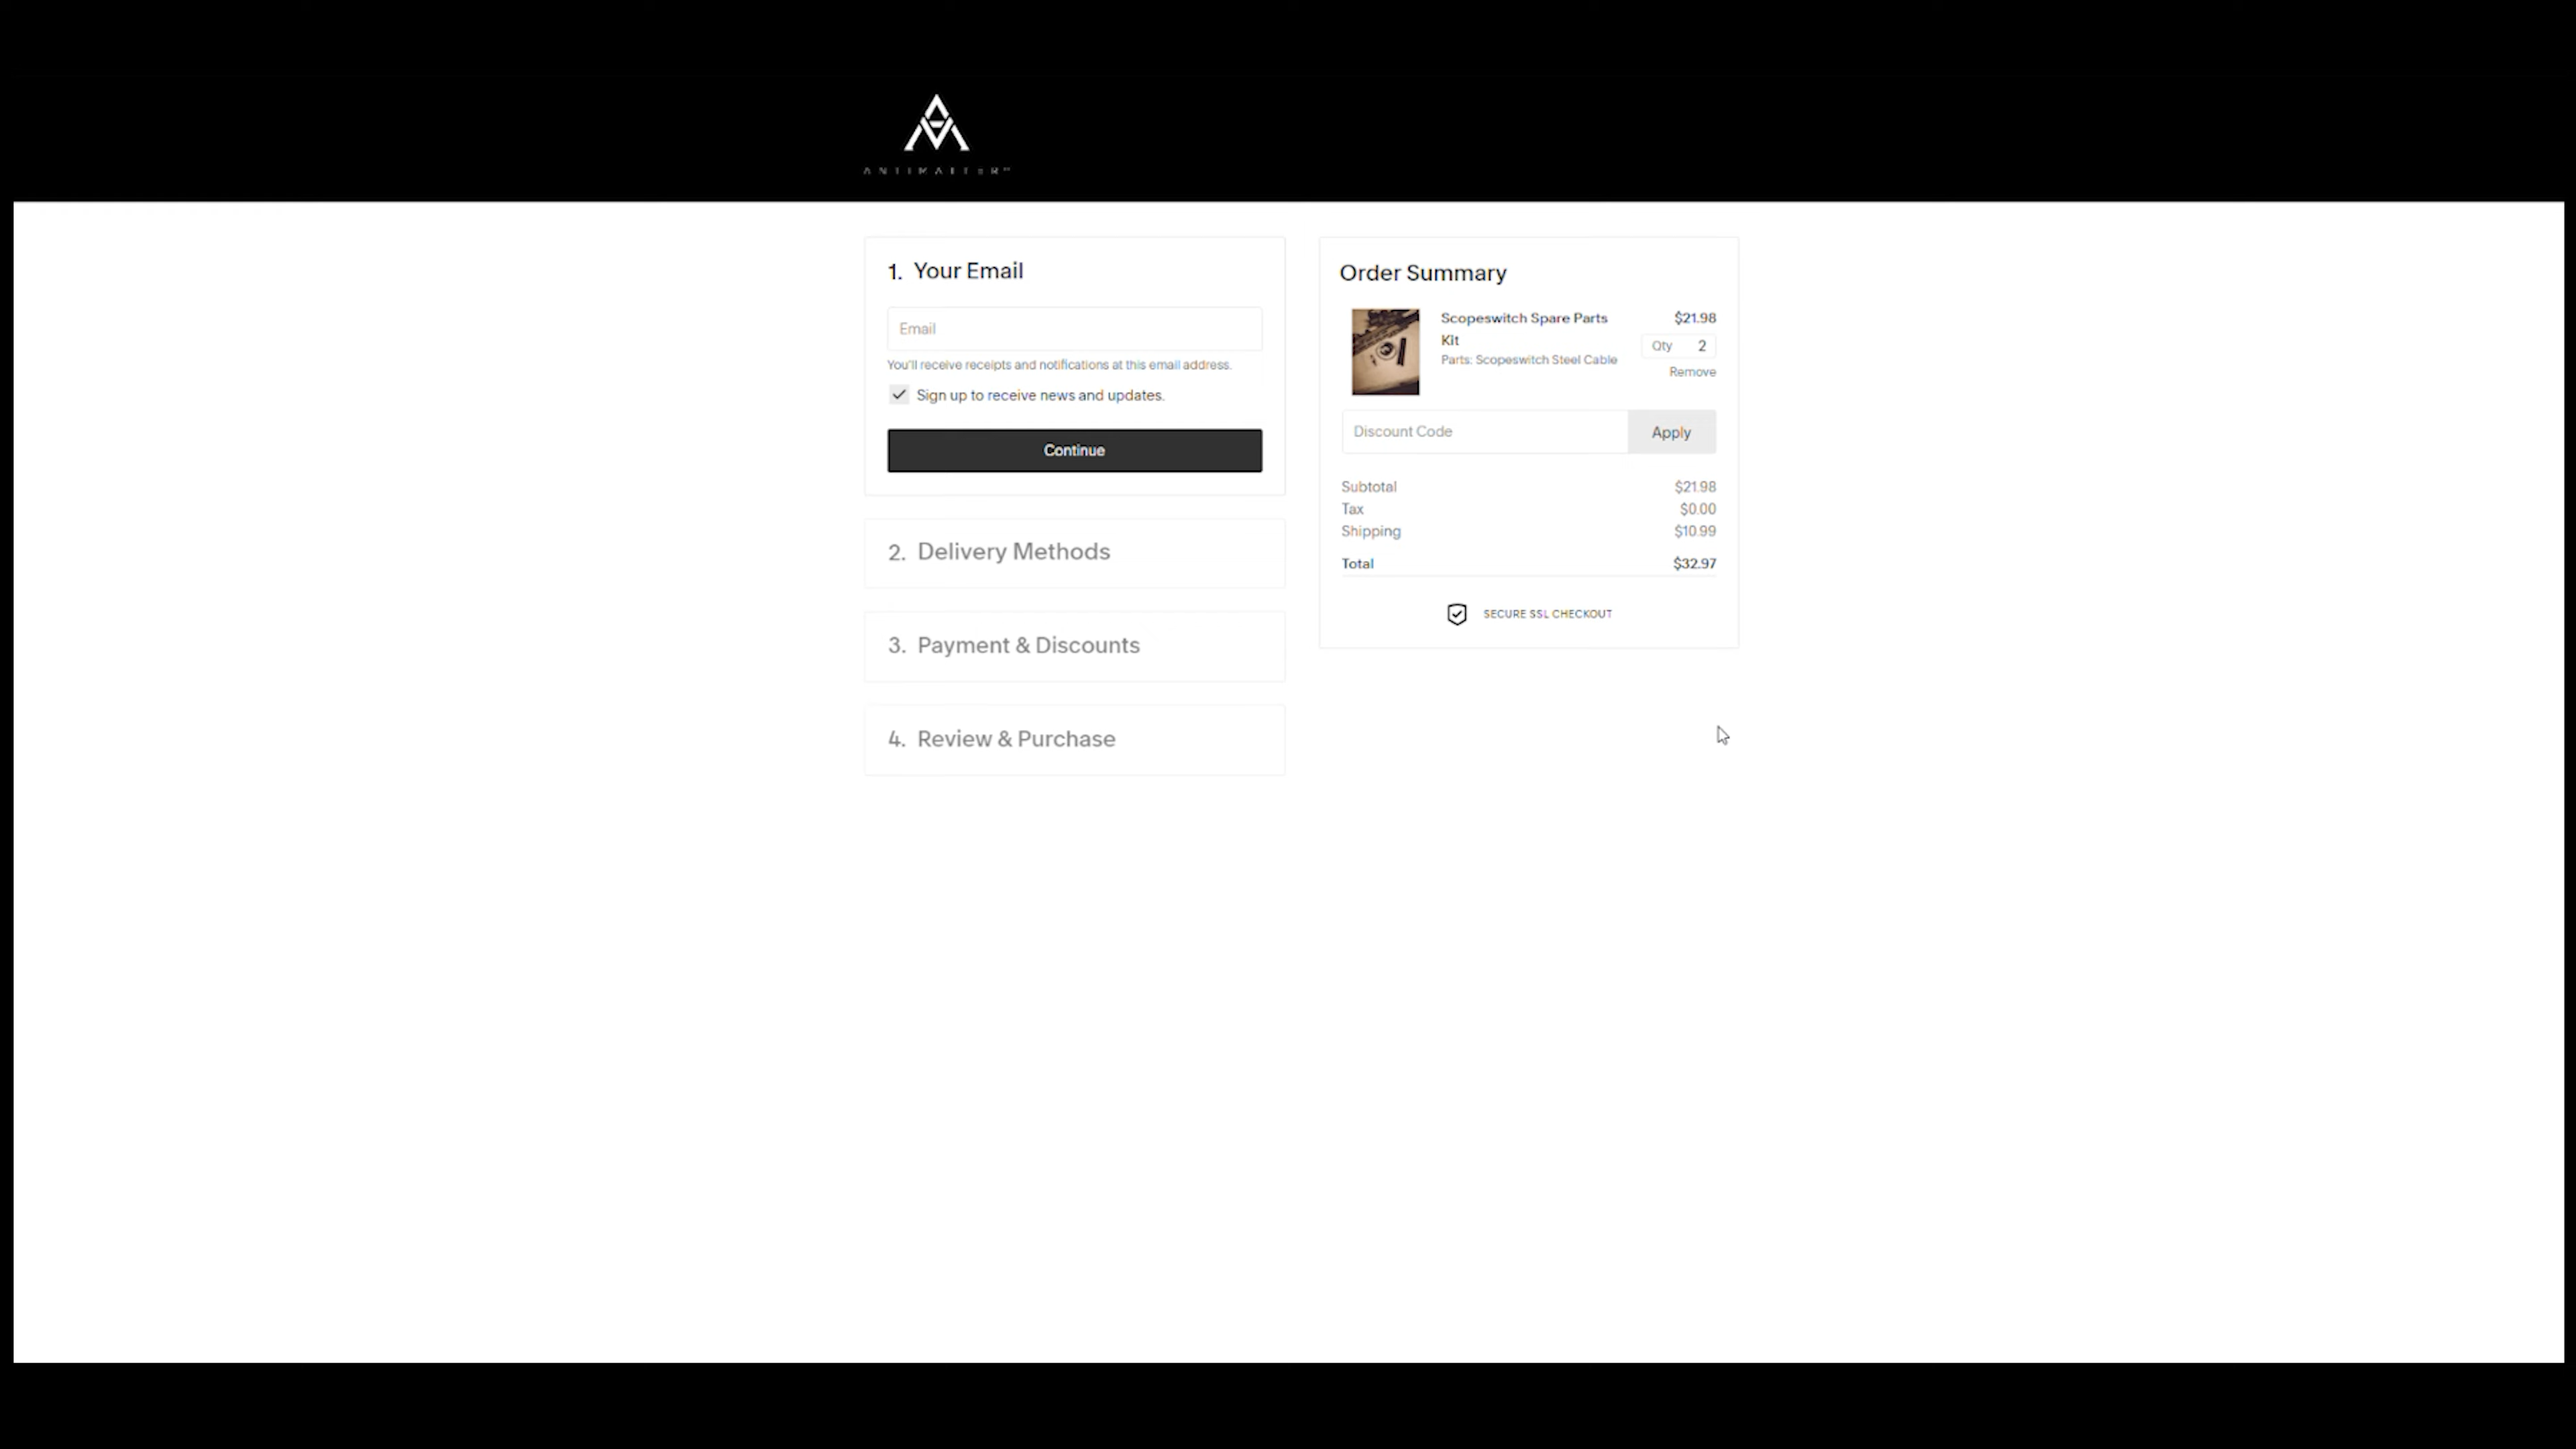 ANTIMATTER™
1. Your Email
Email
You'll receive receipts and notifications at this email address.
Sign up to receive news and updates.
Continue
2. Delivery Methods
3. Payment & Discounts
4. Review & Purchase
Order Summary
Scopeswitch Spare Parts $21.98
Kit
Qty 2
Parts: Scopeswitch Steel Cable
Remove
Discount Code Apply
Subtotal $21.98
Tax $0.00
Shipping $10.99
Total $32.97
SECURE SSL CHECKOUT